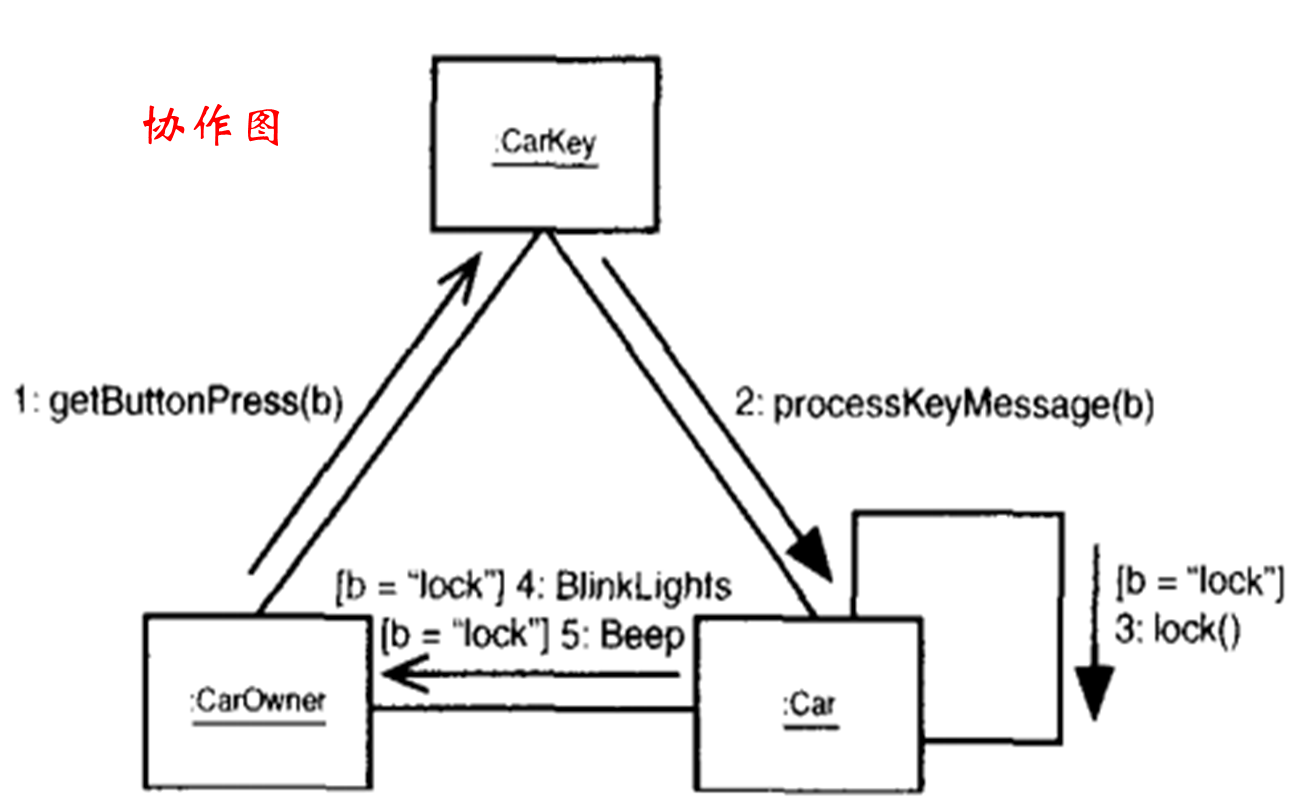 协作图
:CarKey
1: getButtonPress(b)
2: processKeyMessage(b)
[b = “lock”] 4: BlinkLights
[b = “lock”] 5: Beep
[b = “lock”]
3: lock()
:CarOwner
:Car